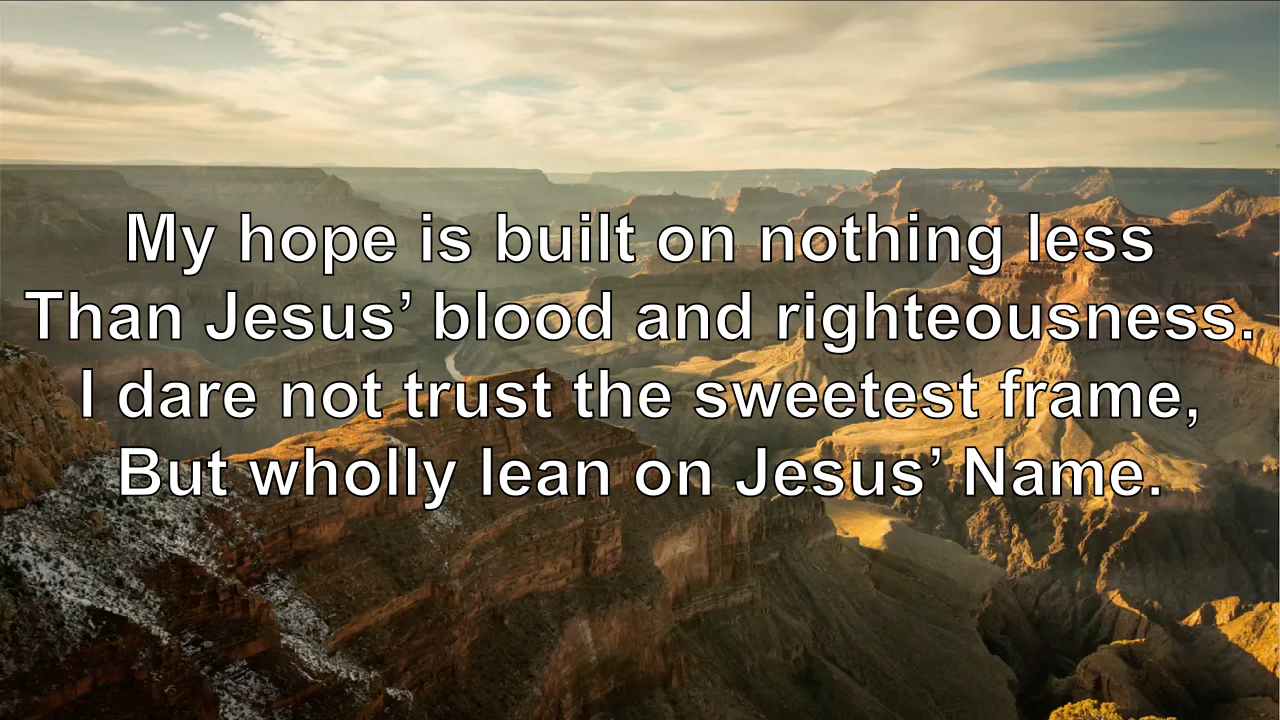 My hope is built on nothing less
Than Jesus’ blood and righteousness.
I dare not trust the sweetest frame,
But wholly lean on Jesus’ Name.